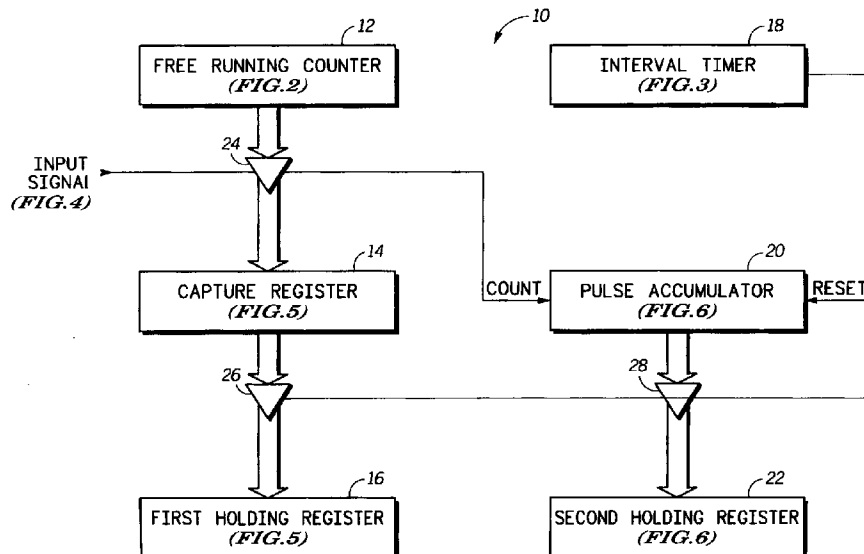 10
12
FREE RUNNING COUNTER
(FIG.2)
18
INTERVAL TIMER
(FIG.3)
24
INPUT
SIGNAl
(FIG.4)
14
CAPTURE REGISTER
(FIG.5)
COUNT
20
PULSE ACCUMULATOR
(FIG.6)
RESET
26
28
16
FIRST HOLDING REGISTER
(FIG.5)
22
SECOND HOLDING REGISTER
(FIG.6)